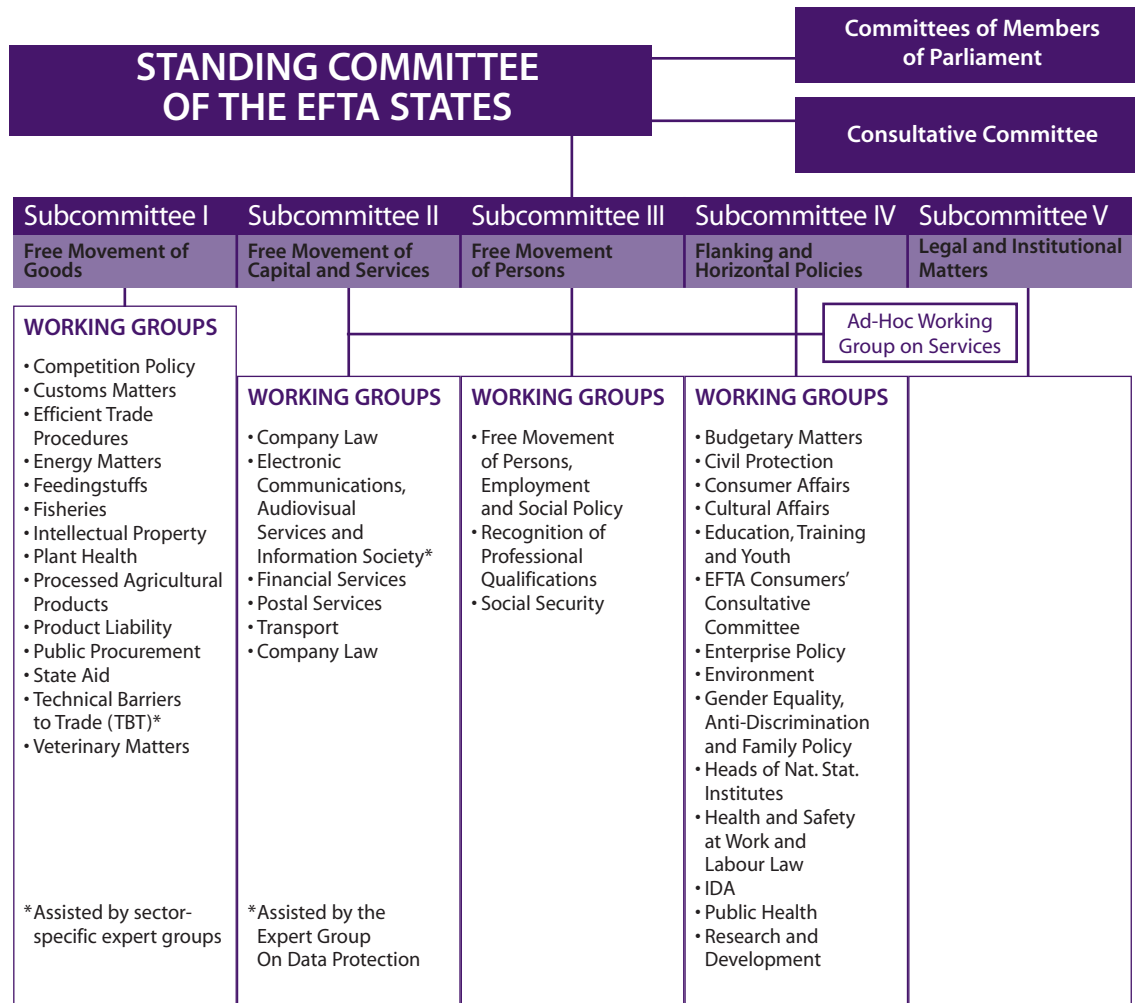 STANDING COMMITTEE
OF THE EFTA STATES
Committees of Members
of Parliament
Consultative Committee
Subcommittee I
Free Movement of
Goods
Subcommittee II
Free Movement of
Capital and Services
Subcommittee III
Free Movement
of Persons
Subcommittee IV
Flanking and
Horizontal Policies
Subcommittee V
Legal and Institutional
Matters
Ad-Hoc Working
Group on Services
WORKING GROUPS
• Competition Policy
• Customs Matters
• Efficient Trade
Procedures
• Energy Matters
• Feedingstuffs
• Fisheries
• Intellectual Property
• Plant Health
• Processed Agricultural
Products
• Product Liability
• Public Procurement
• State Aid
• Technical Barriers
to Trade (TBT)*
• Veterinary Matters
*Assisted by sector-
specific expert groups
WORKING GROUPS
• Company Law
• Electronic
Communications,
Audiovisual
Services and
Information Society*
• Financial Services
• Postal Services
• Transport
• Company Law
*Assisted by the
Expert Group
On Data Protection
WORKING GROUPS
• Free Movement
of Persons,
Employment
and Social Policy
• Recognition of
Professional
Qualifications
• Social Security
WORKING GROUPS
• Budgetary Matters
• Civil Protection
• Consumer Affairs
• Cultural Affairs
• Education, Training
and Youth
• EFTA Consumers’
Consultative
Committee
• Enterprise Policy
• Environment
• Gender Equality,
Anti-Discrimination
and Family Policy
• Heads of Nat. Stat.
Institutes
• Health and Safety
at Work and
Labour Law
• IDA
• Public Health
• Research and
Development